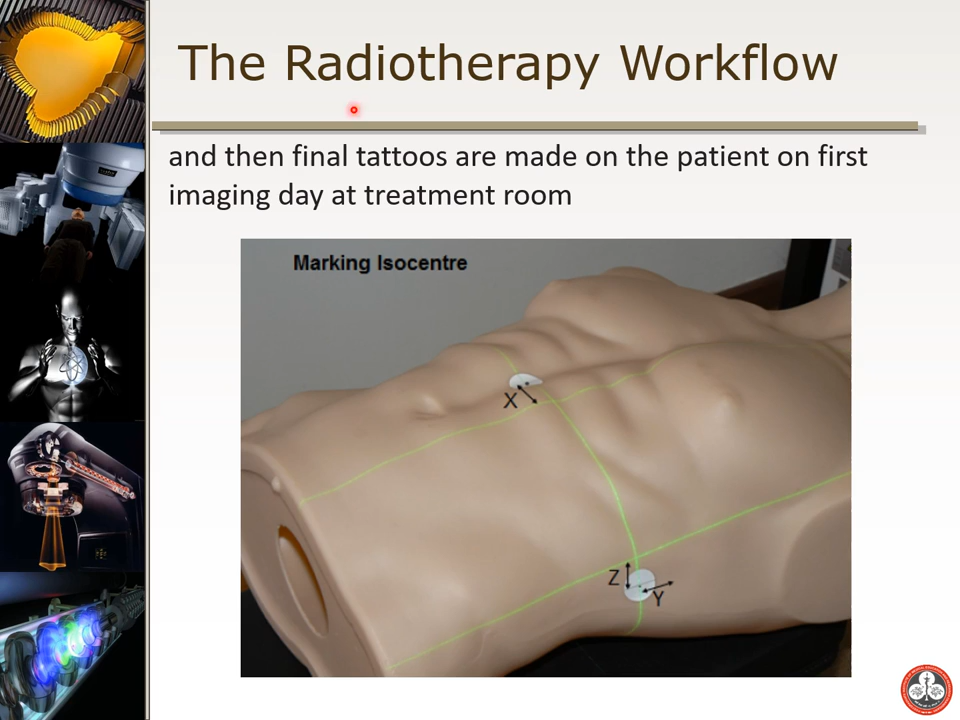 The Radiotherapy Workflow
and then final tattoos are made on the patient on first
imaging day at treatment room
Marking Isocentre
X
Z
Y